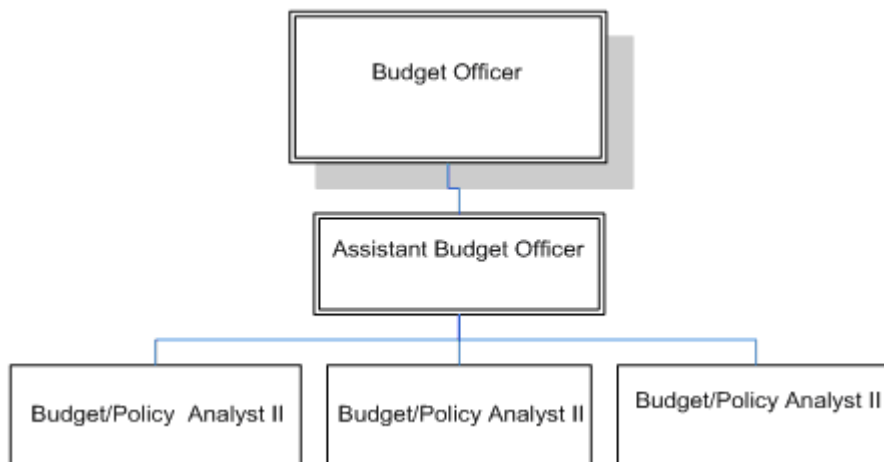 Budget Officer
Assistant Budget Officer
Budget/Policy Analyst II
Budget/Policy Analyst II
Budget/Policy Analyst II